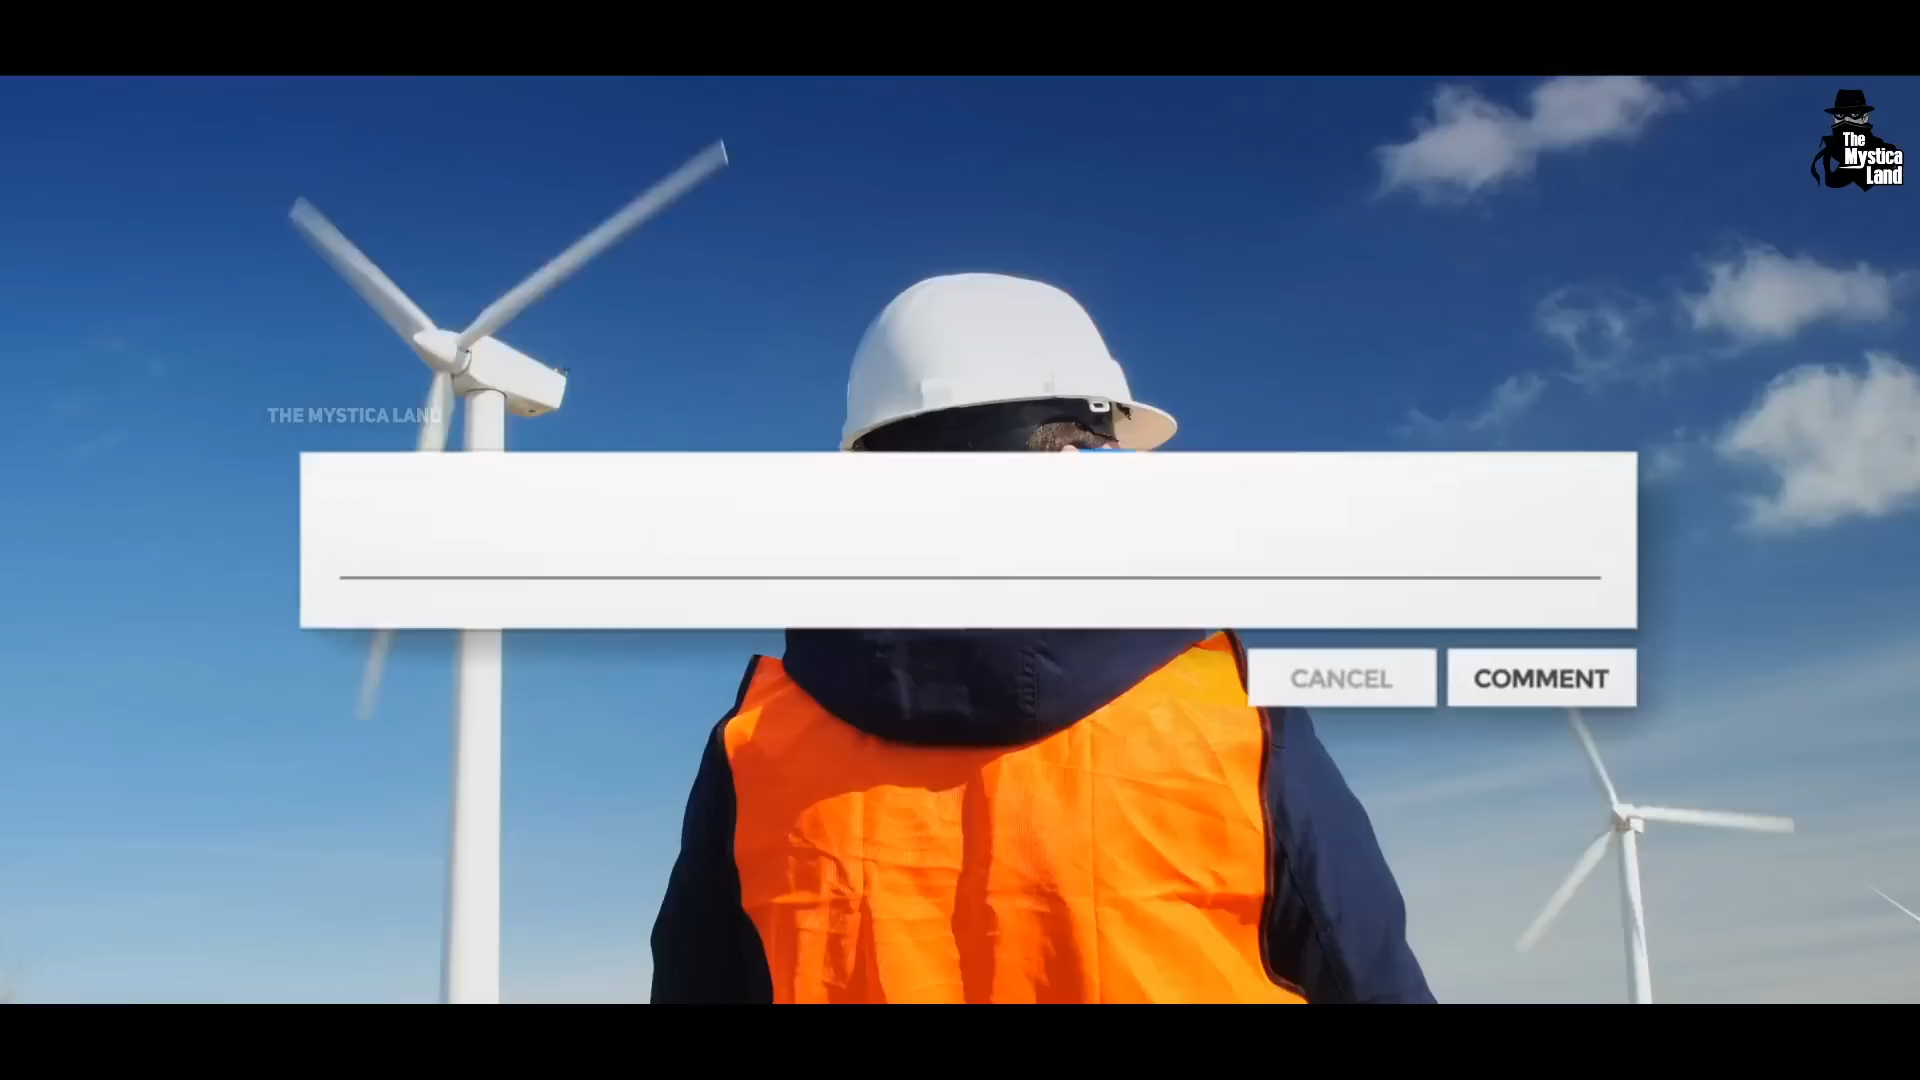 The
Mystica
Land
THE MYSTICA LAND
CANCEL
COMMENT